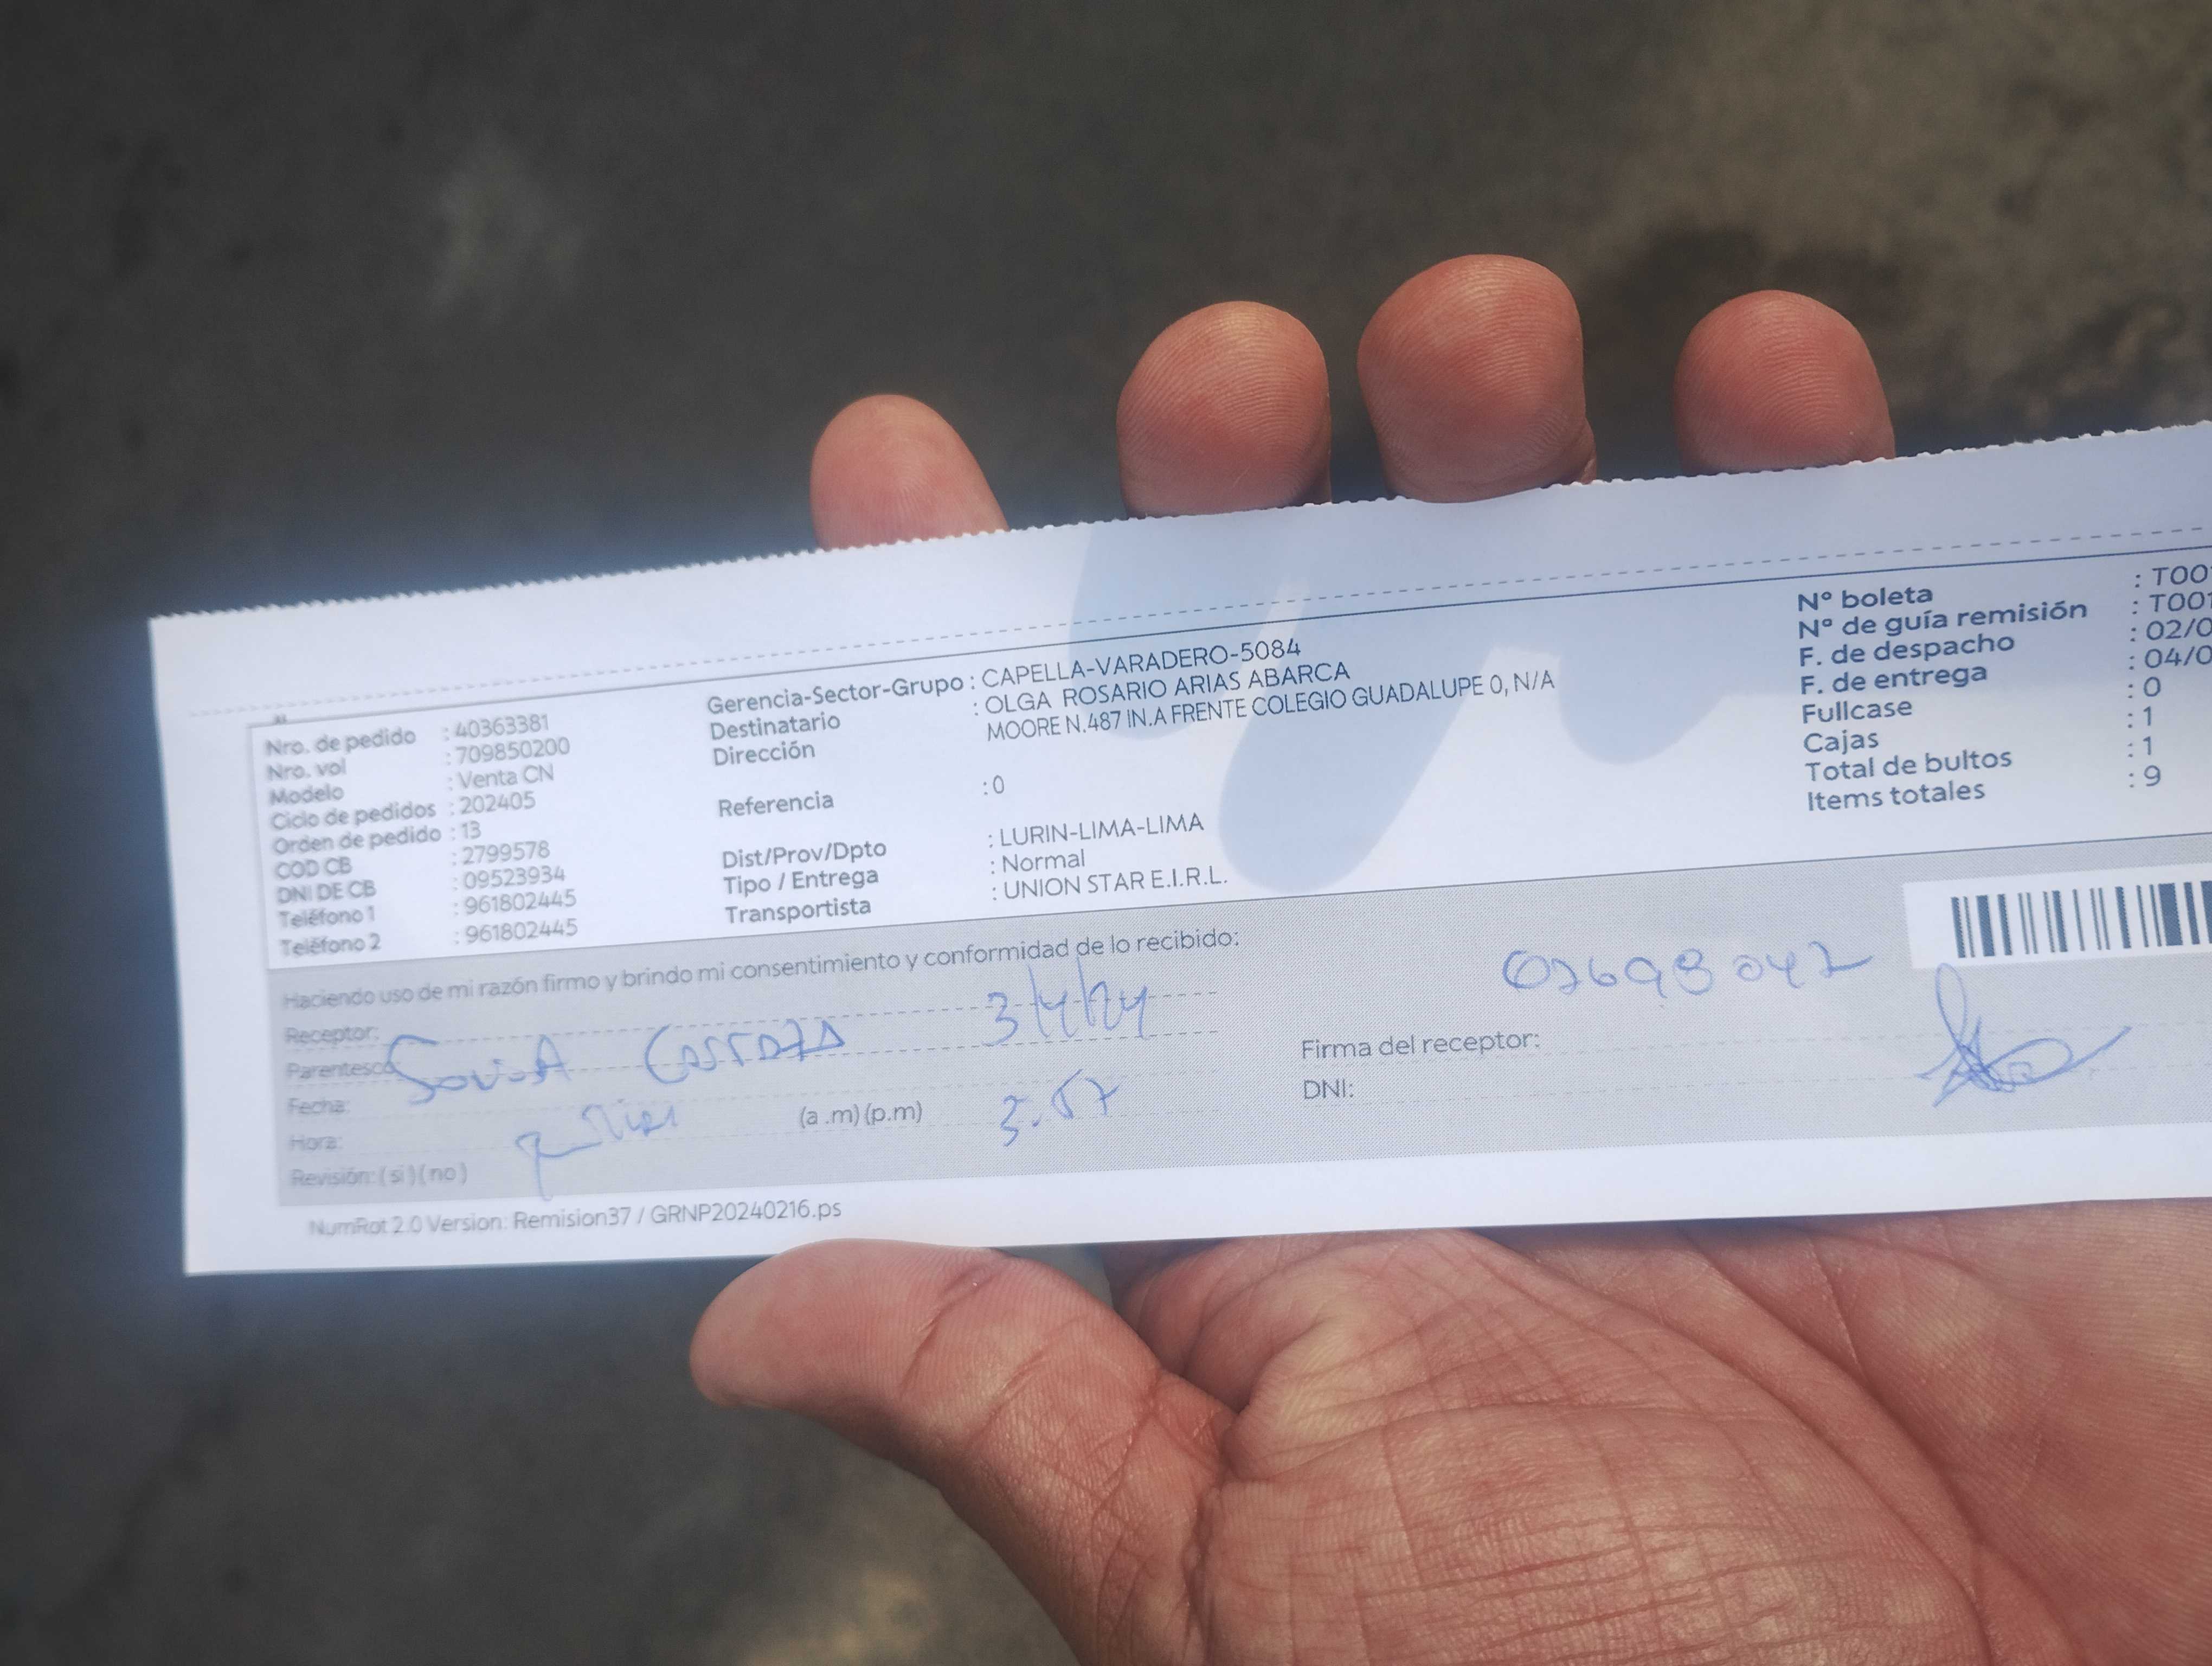 Nro. de pedido : 40363381
Nro. vol : 709850200
Modelo : Venta CN
Ciclo de pedidos : 202405
Orden de pedido : 13
COD CB : 2799578
DNI DE CB : 09523934
Teléfono 1 : 961802445
Teléfono 2 : 961802445
Gerencia-Sector-Grupo : CAPELLA-VARADERO-5084
Destinatario : OLGA ROSARIO ARIAS ABARCA
Dirección MOORE N.487 IN.A FRENTE COLEGIO GUADALUPE 0, N/A
Referencia : 0
Dist/Prov/Dpto : LURIN-LIMA-LIMA
Tipo / Entrega : Normal
Transportista : UNION STAR E.I.R.L.
Nº boleta : T00
Nº de guía remisión : T001
F. de despacho : 02/0
F. de entrega : 04/0
Fullcase : 0
Cajas : 1
Total de bultos : 1
Items totales : 9
Haciendo uso de mi razón firmo y brindo mi consentimiento y conformidad de lo recibido:
Receptor:
Parentesco
Fecha: 3/4/24
Hora: (a .m) (p.m) 3.57
Revisión: ( si ) ( no )
Firma del receptor:
DNI:
NumRot 2.0 Version: Remision37 / GRNP20240216.ps